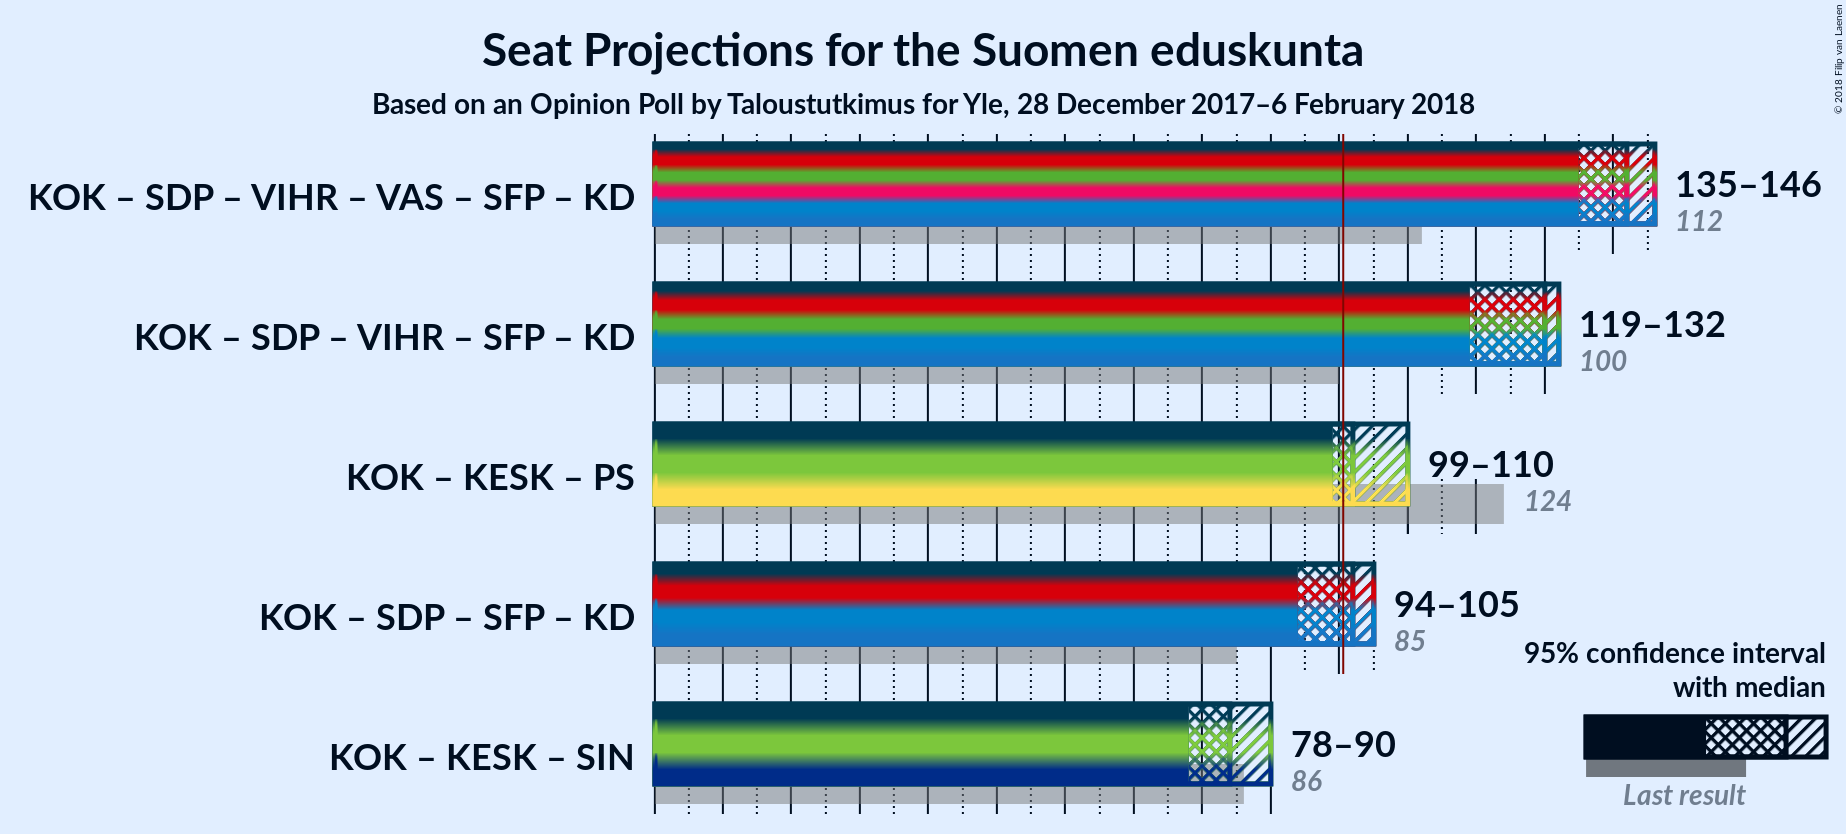 Seat Projections for the Suomen eduskunta
Based on an Opinion Poll by Taloustutkimus for Yle, 28 December 2017–6 February 2018
© 2018 Filip van Laenen
KOK – SDP – VIHR – VAS – SFP – KD
135–146
112
KOK – SDP – VIHR – SFP – KD
119–132
100
KOK – KESK – PS
99–110
124
KOK – SDP – SFP – KD
94–105
85
KOK – KESK – SIN
78–90
86
95% confidence interval
with median
Last result